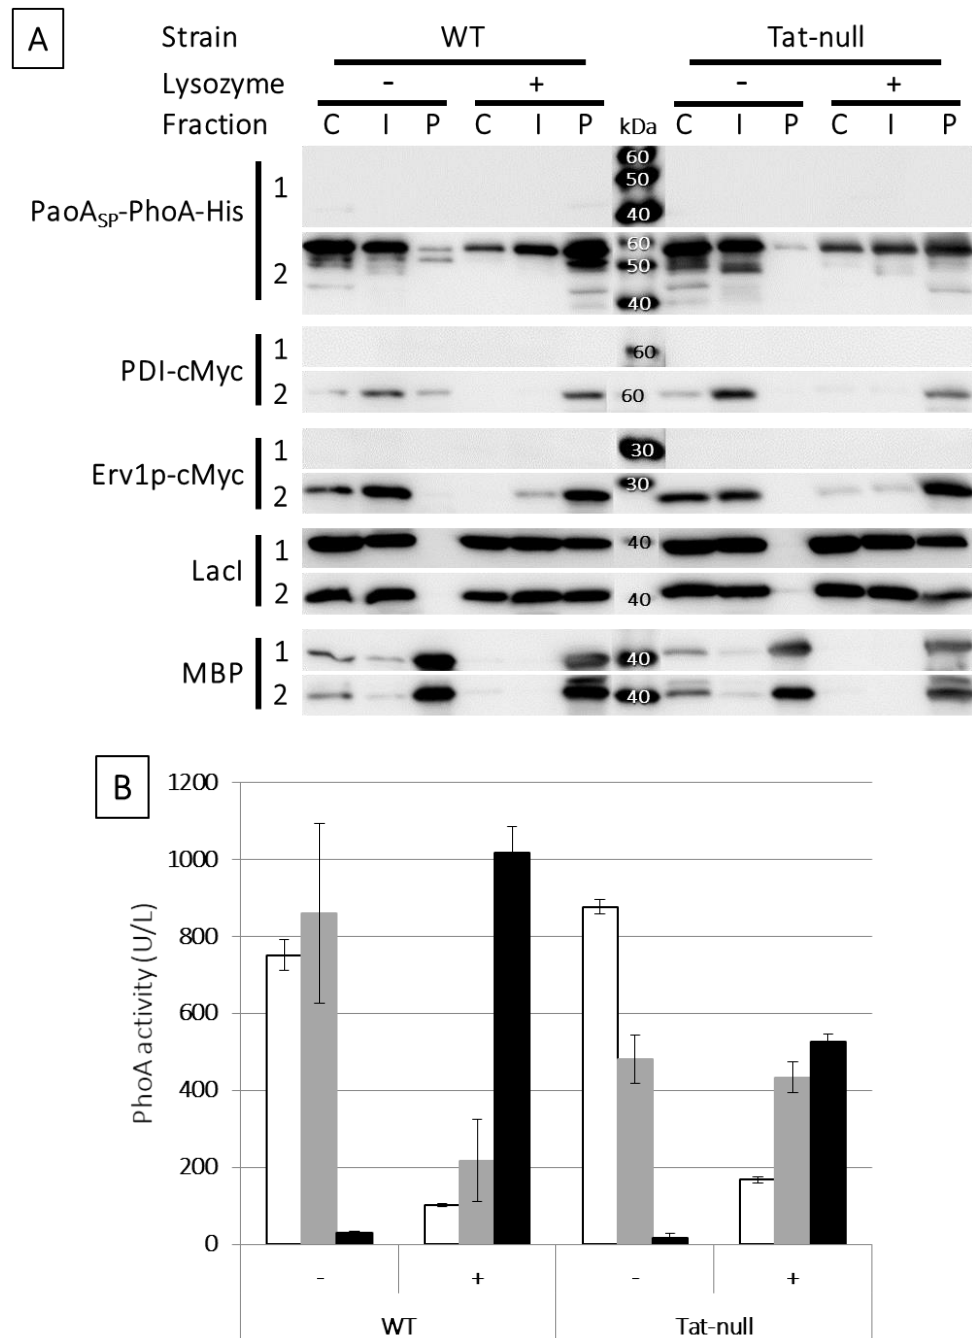 A
Strain WT Tat-null
Lysozyme - + - +
Fraction C I P C I P kDa C I P C I P
PaoASP-PhoA-His 1 60 50 40
2 60 50 40
PDI-cMyc 1 60
2 60
Erv1p-cMyc 1 30
2 30
LacI 1 40
2 40
MBP 1 40
2 40
B
PhoA activity (U/L)
1200
1000
800
600
400
200
0
- + - +
WT Tat-null